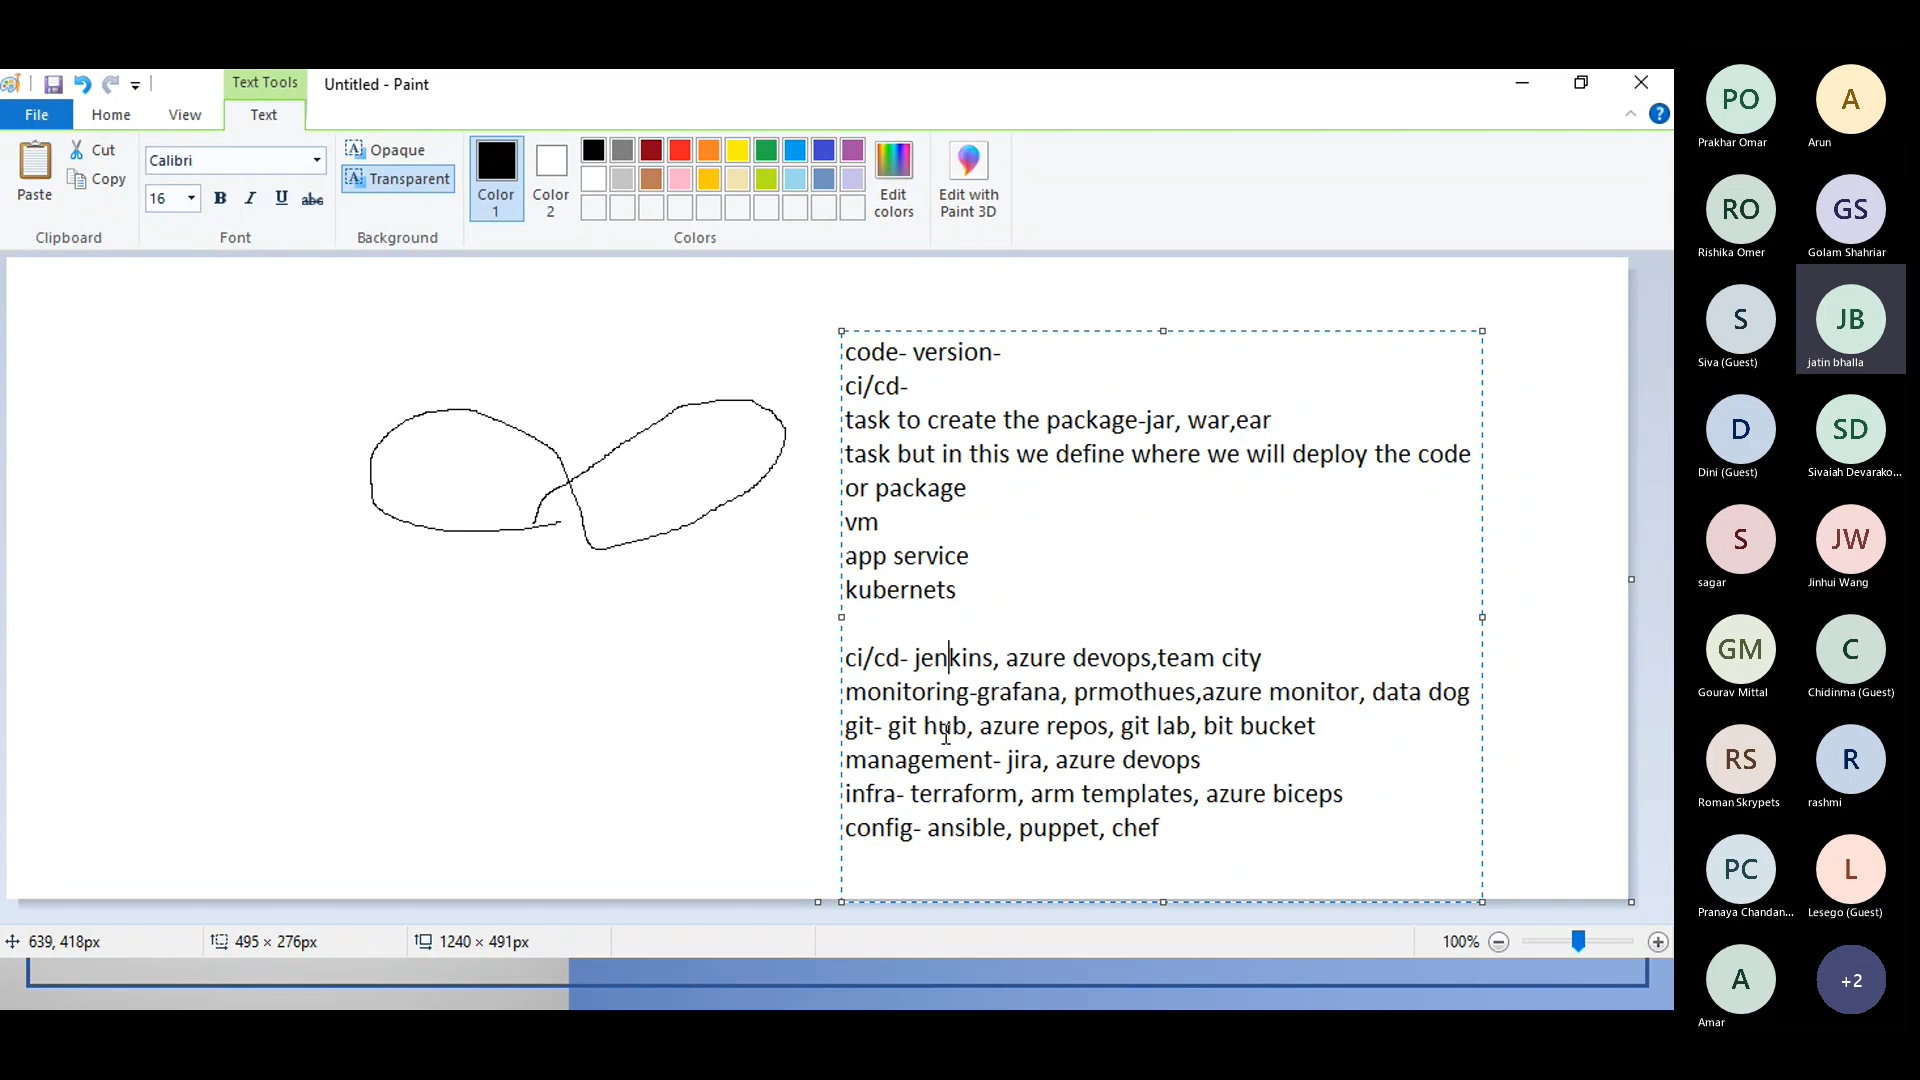 Text Tools
Untitled - Paint
File
Home
View
Text
Paste
Cut
Copy
Clipboard
Calibri
16
B I U abc
Font
Opaque
Transparent
Background
Color 1
Color 2
Edit colors
Colors
Edit with Paint 3D
code- version-
ci/cd-
task to create the package-jar, war,ear
task but in this we define where we will deploy the code
or package
vm
app service
kubernets
ci/cd- jenkins, azure devops,team city
monitoring-grafana, prmothues,azure monitor, data dog
git- git hub, azure repos, git lab, bit bucket
management- jira, azure devops
infra- terraform, arm templates, azure biceps
config- ansible, puppet, chef
639, 418px
495 × 276px
1240 × 491px
100%
PO
Prakhar Omar
A
Arun
RO
Rishika Omer
GS
Golam Shahriar
S
Siva (Guest)
JB
jatin bhalla
D
Dini (Guest)
SD
Sivaiah Devarako...
S
sagar
JW
Jinhui Wang
GM
Gourav Mittal
C
Chidinma (Guest)
RS
Roman Skrypets
R
rashmi
PC
Pranaya Chandan...
L
Lesego (Guest)
A
Amar
+2